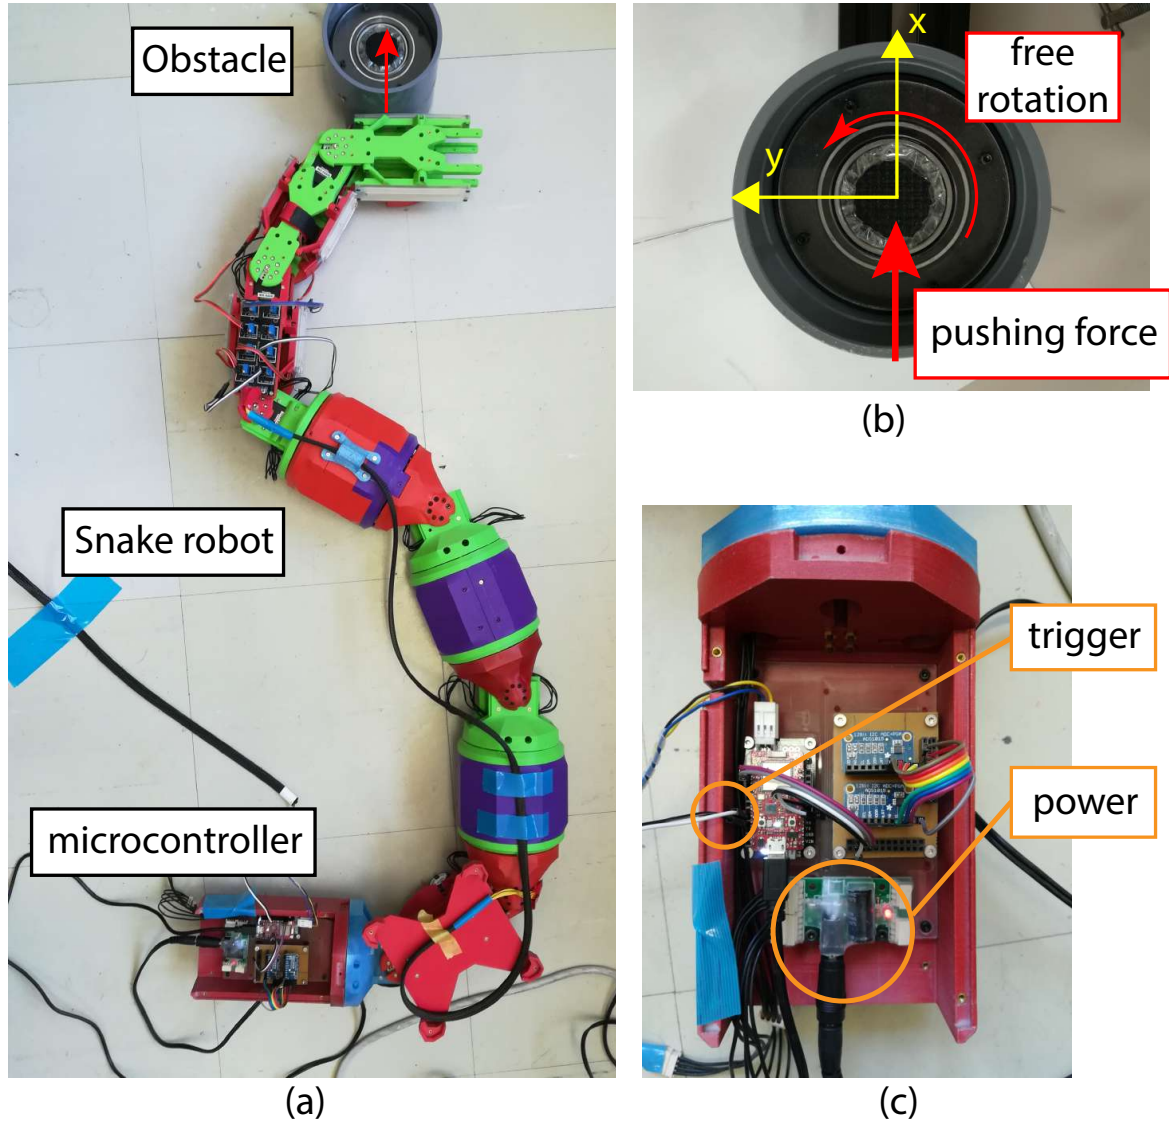 Obstacle
Snake robot
microcontroller
(a)
x
y
free
rotation
pushing force
(b)
trigger
power
(c)